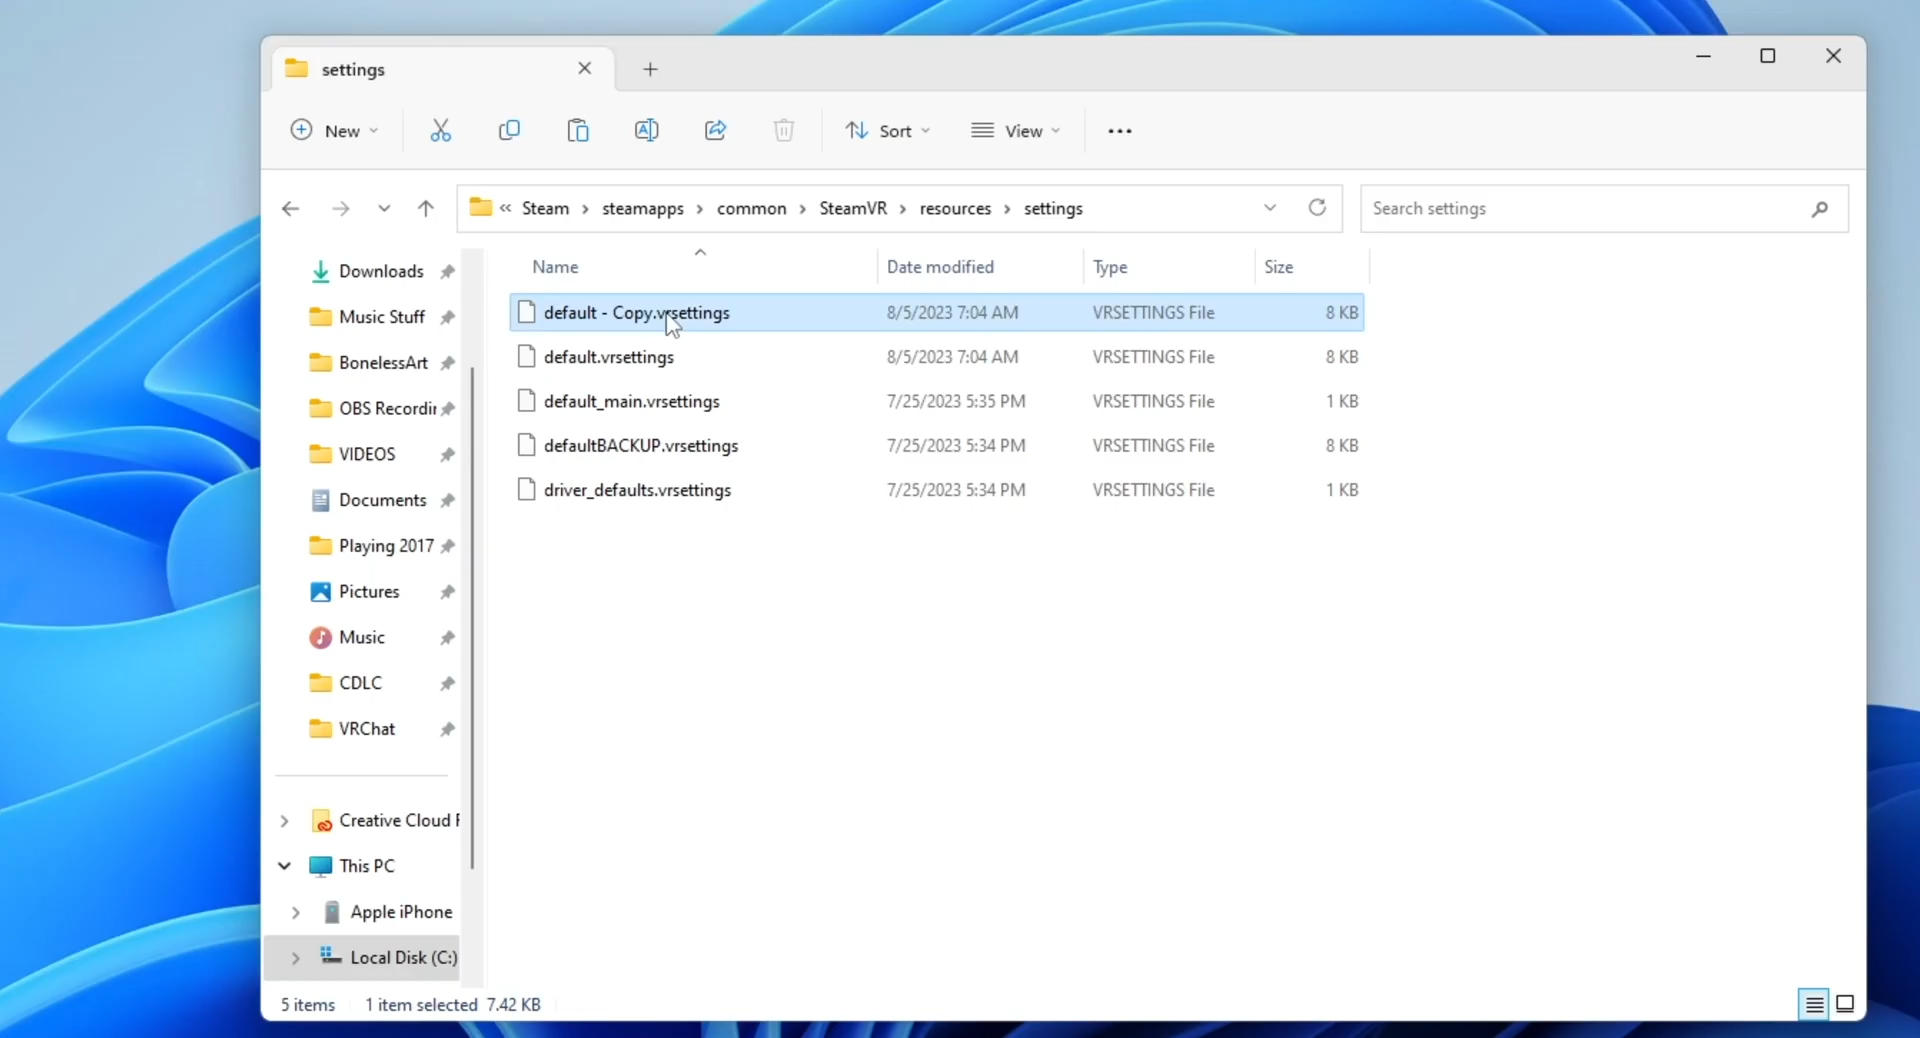 settings
New
Sort
View
« Steam > steamapps > common > SteamVR > resources > settings
Search settings
Name Date modified Type Size
default - Copy.vrsettings 8/5/2023 7:04 AM VRSETTINGS File 8 KB
default.vrsettings 8/5/2023 7:04 AM VRSETTINGS File 8 KB
default_main.vrsettings 7/25/2023 5:35 PM VRSETTINGS File 1 KB
defaultBACKUP.vrsettings 7/25/2023 5:34 PM VRSETTINGS File 8 KB
driver_defaults.vrsettings 7/25/2023 5:34 PM VRSETTINGS File 1 KB
Downloads
Music Stuff
BonelessArt
OBS Recordir
VIDEOS
Documents
Playing 2017
Pictures
Music
CDLC
VRChat
Creative Cloud F
This PC
Apple iPhone
Local Disk (C:)
5 items 1 item selected 7.42 KB